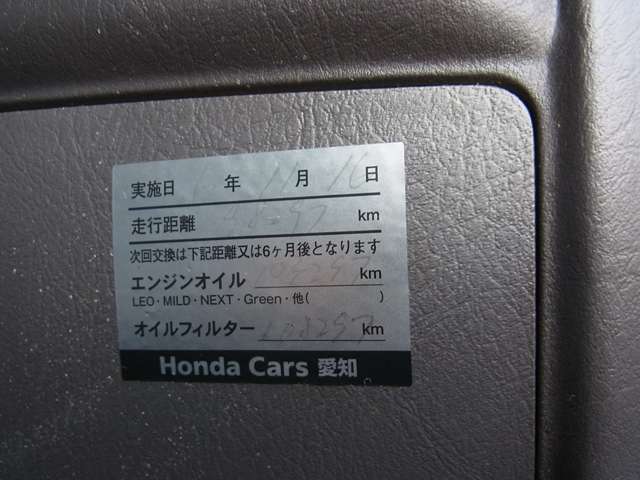 実施日 年 11 月 16 日
走行距離 km
次回交換は下記距離又は6ヶ月後となります
エンジンオイル km
LEO・MILD・NEXT・Green・他( )
オイルフィルター km
Honda Cars 愛知